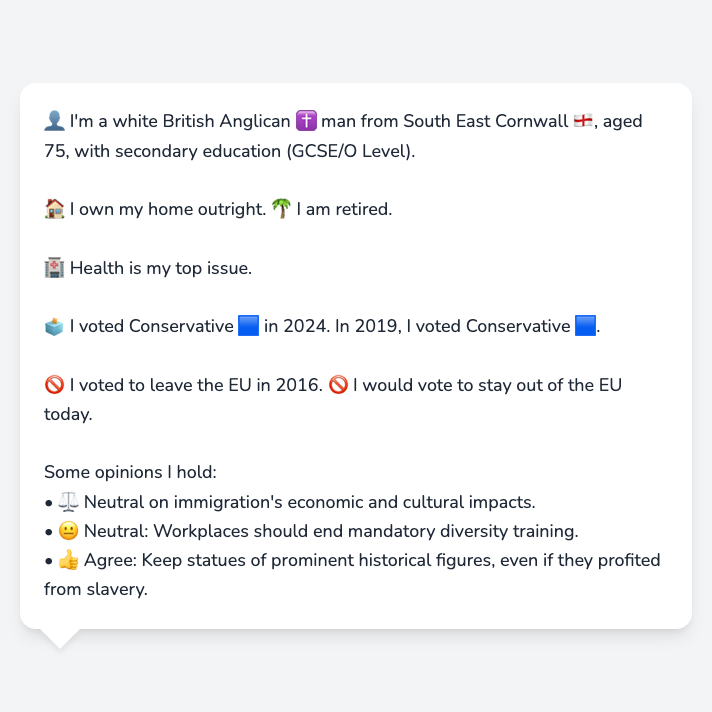 👤 I'm a white British Anglican ✝️ man from South East Cornwall 🏴󠁧󠁢󠁥󠁮󠁧󠁿, aged
75, with secondary education (GCSE/O Level).
🏠 I own my home outright. 🌴 I am retired.
🏥 Health is my top issue.
🗳️ I voted Conservative 🟦 in 2024. In 2019, I voted Conservative 🟦.
🚫 I voted to leave the EU in 2016. 🚫 I would vote to stay out of the EU
today.
Some opinions I hold:
• ⚖️ Neutral on immigration's economic and cultural impacts.
• 😐 Neutral: Workplaces should end mandatory diversity training.
• 👍 Agree: Keep statues of prominent historical figures, even if they profited
from slavery.